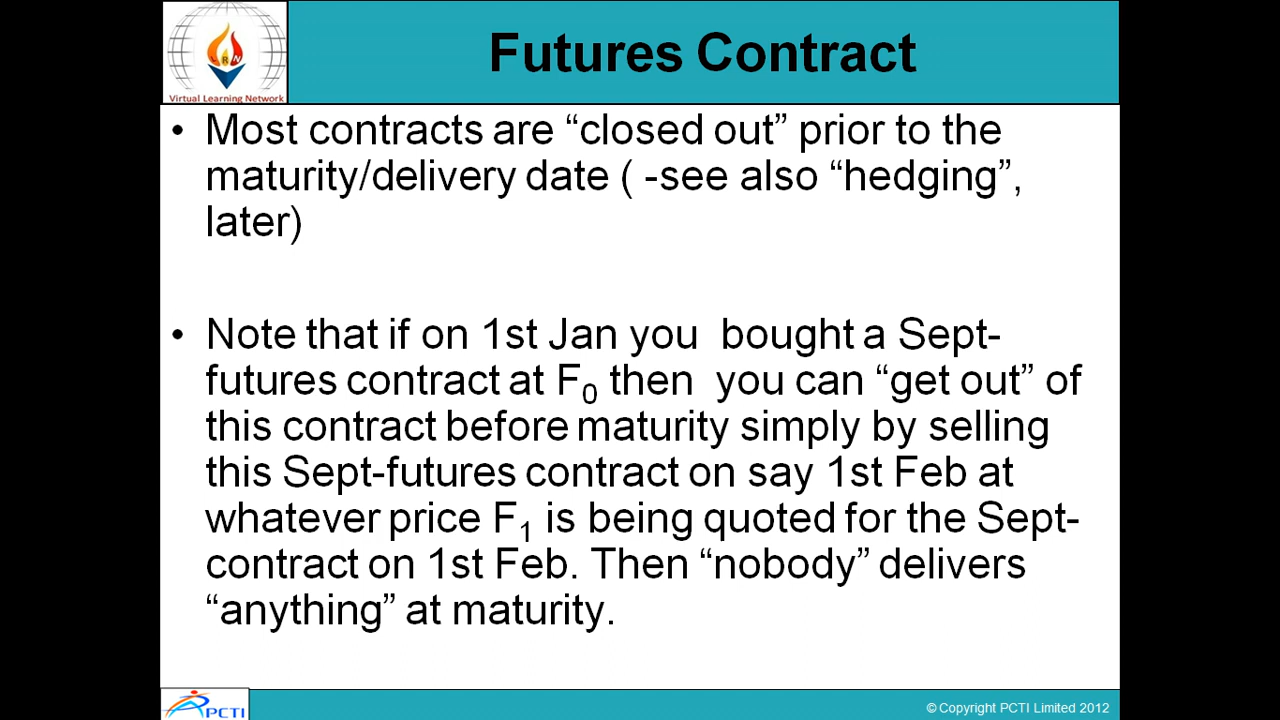 Futures Contract
Virtual Learning Network
• Most contracts are “closed out” prior to the
maturity/delivery date ( -see also “hedging”,
later)
• Note that if on 1st Jan you  bought a Sept-
futures contract at F₀ then  you can “get out” of
this contract before maturity simply by selling
this Sept-futures contract on say 1st Feb at
whatever price F₁ is being quoted for the Sept-
contract on 1st Feb. Then “nobody” delivers
“anything” at maturity.
PCTI
© Copyright PCTI Limited 2012